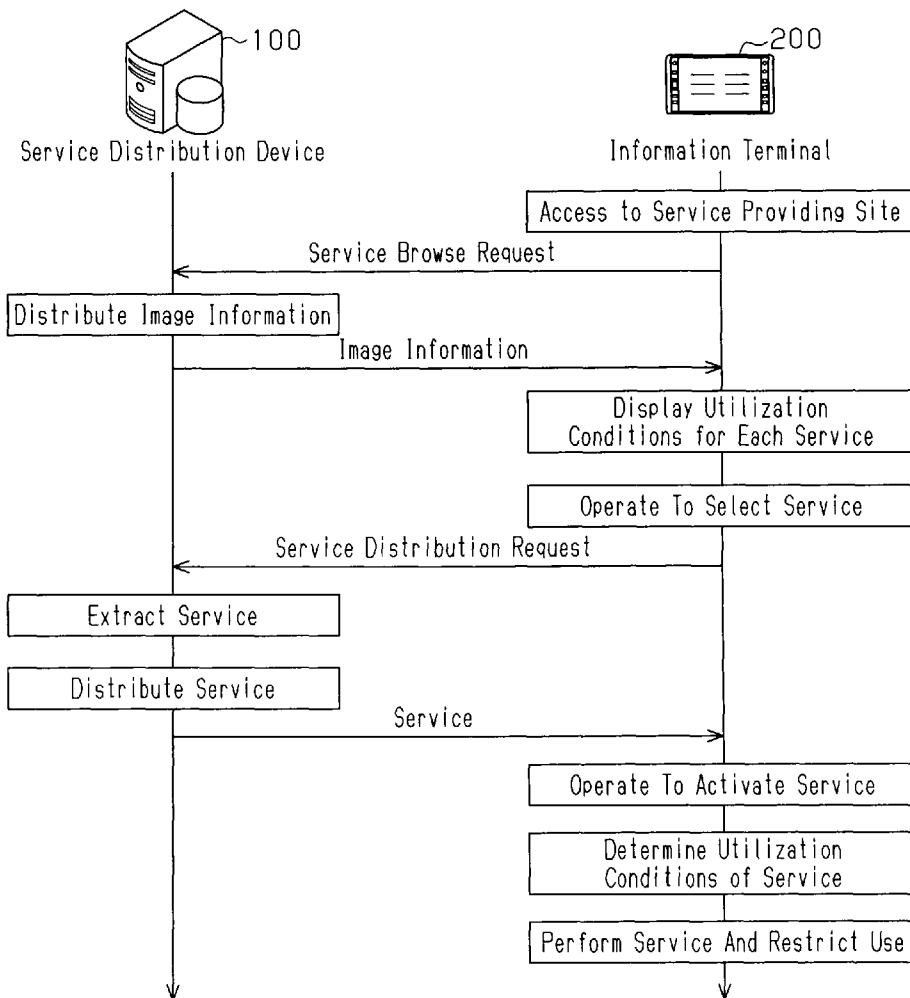 100
200
Service Distribution Device
Information Terminal
Access to Service Providing Site
Service Browse Request
Distribute Image Information
Image Information
Display Utilization
Conditions for Each Service
Operate To Select Service
Service Distribution Request
Extract Service
Distribute Service
Service
Operate To Activate Service
Determine Utilization
Conditions of Service
Perform Service And Restrict Use